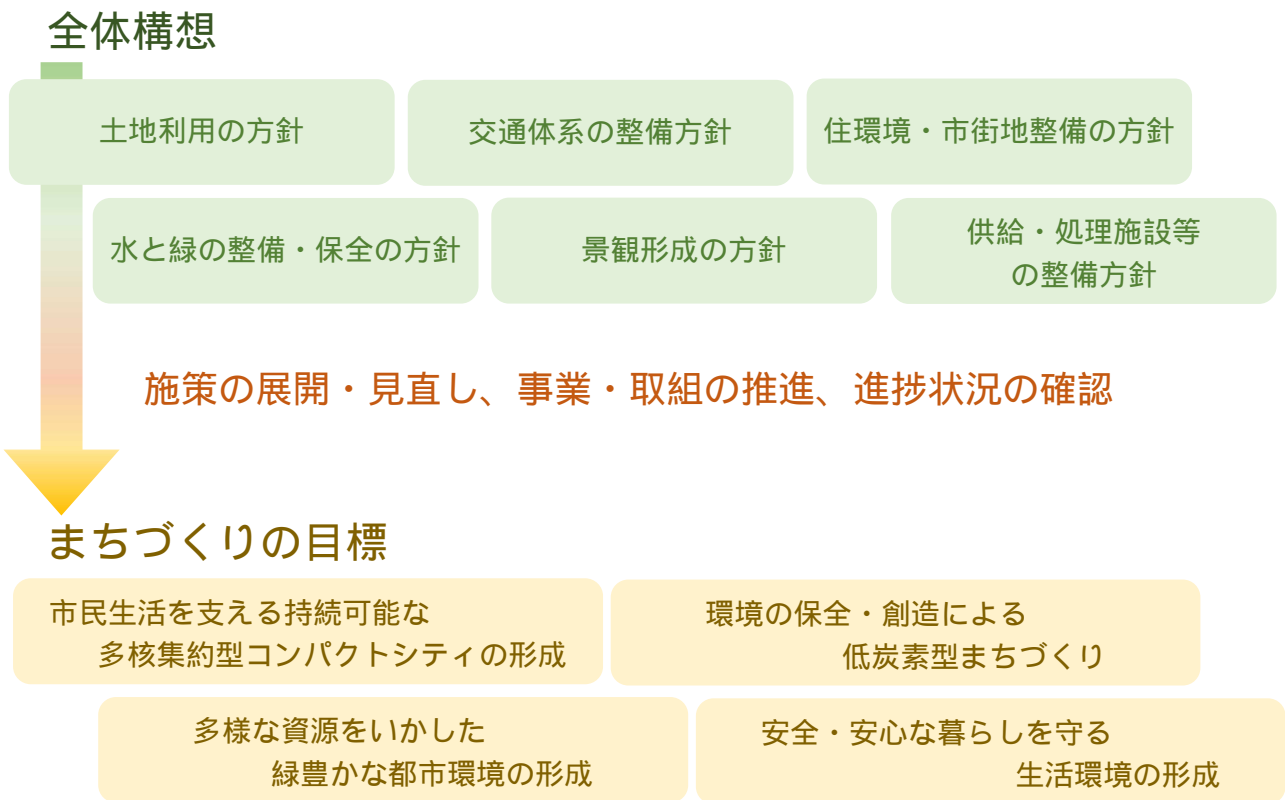 全体構想
土地利用の方針
交通体系の整備方針
住環境・市街地整備の方針
水と緑の整備・保全の方針
景観形成の方針
供給・処理施設等
の整備方針
施策の展開・見直し、事業・取組の推進、進捗状況の確認
まちづくりの目標
市民生活を支える持続可能な
多核集約型コンパクトシティの形成
環境の保全・創造による
低炭素型まちづくり
多様な資源をいかした
緑豊かな都市環境の形成
安全・安心な暮らしを守る
生活環境の形成